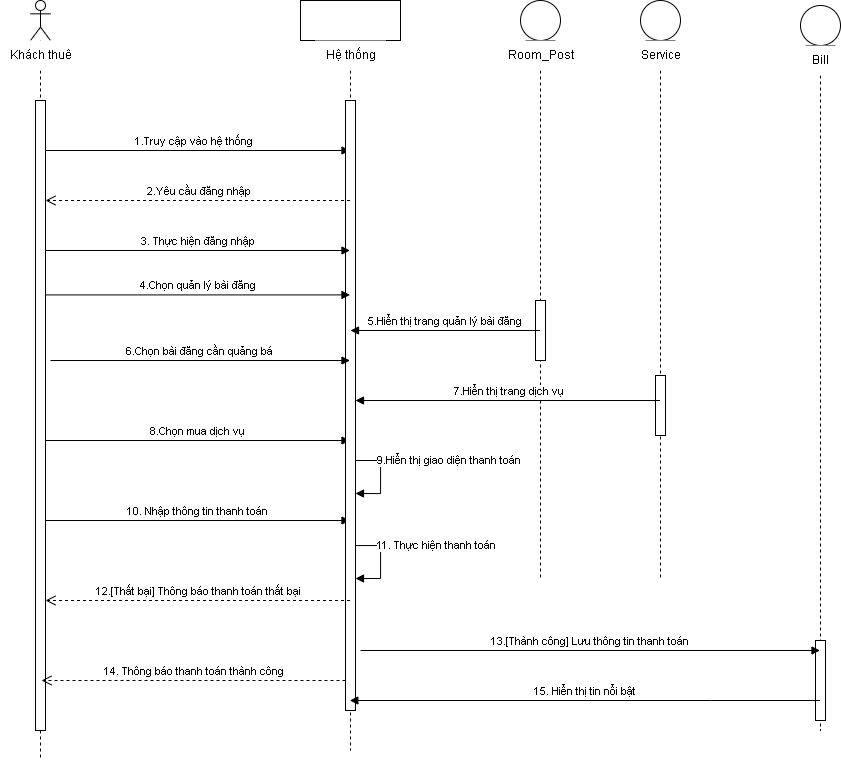 Khách thuê
Hệ thống
Room_Post
Service
Bill
1.Truy cập vào hệ thống
2.Yêu cầu đăng nhập
3. Thực hiện đăng nhập
4.Chọn quản lý bài đăng
5.Hiển thị trang quản lý bài đăng
6.Chọn bài đăng cần quảng bá
7.Hiển thị trang dịch vụ
8.Chọn mua dịch vụ
9.Hiển thị giao diện thanh toán
10. Nhập thông tin thanh toán
11. Thực hiện thanh toán
12.[Thất bại] Thông báo thanh toán thất bại
13.[Thành công] Lưu thông tin thanh toán
14. Thông báo thanh toán thành công
15. Hiển thị tin nổi bật